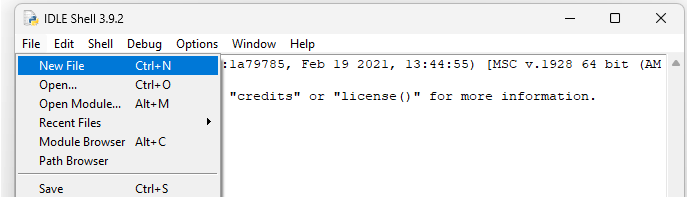 IDLE Shell 3.9.2
File Edit Shell Debug Options Window Help
New File Ctrl+N :1a79785, Feb 19 2021, 13:44:55) [MSC v.1928 64 bit (AM
Open... Ctrl+O
Open Module... Alt+M "credits" or "license()" for more information.
Recent Files
Module Browser Alt+C
Path Browser
Save Ctrl+S